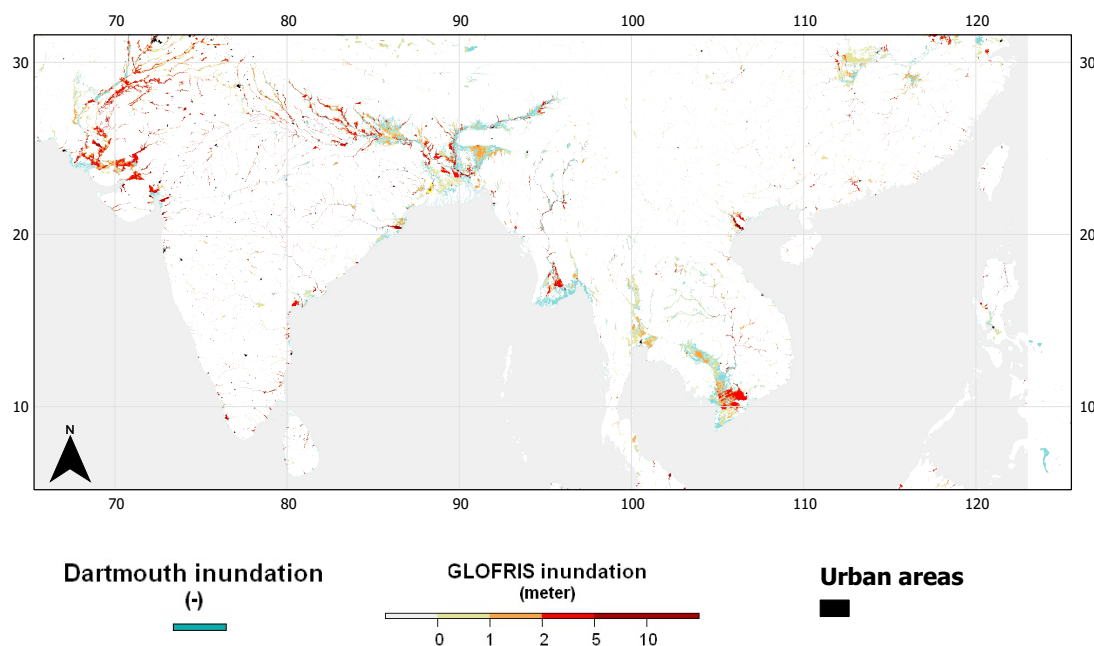 70 80 90 100 110 120
30 30
20 20
10 10
N
70 80 90 100 110 120
Dartmouth inundation
(-)
GLOFRIS inundation
(meter)
0 1 2 5 10
Urban areas